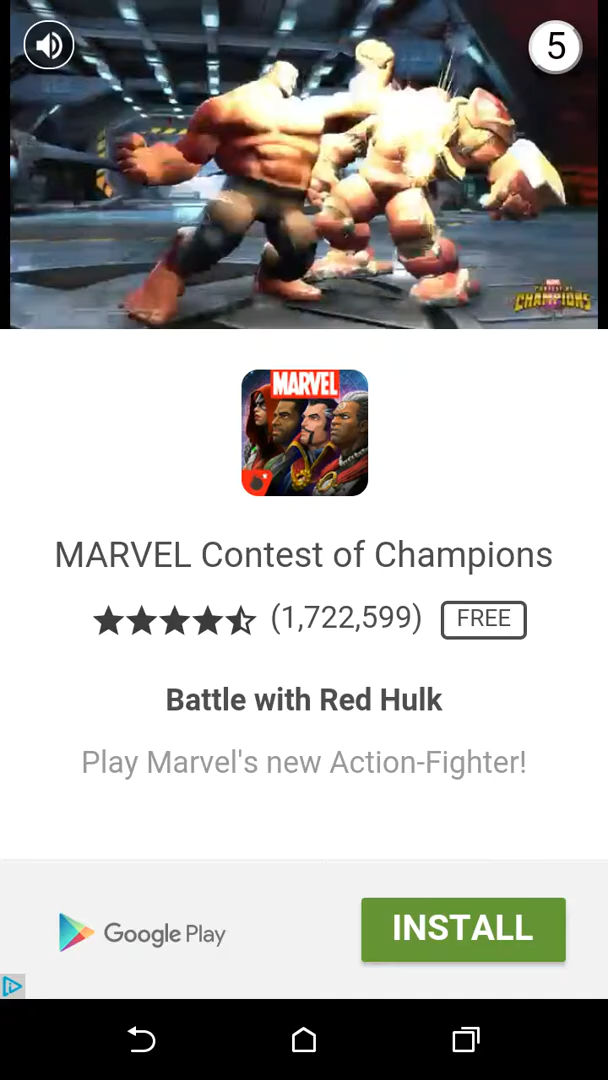 5
MARVEL
CONTEST OF
CHAMPIONS
MARVEL
MARVEL Contest of Champions
(1,722,599) FREE
Battle with Red Hulk
Play Marvel's new Action-Fighter!
Google Play
INSTALL